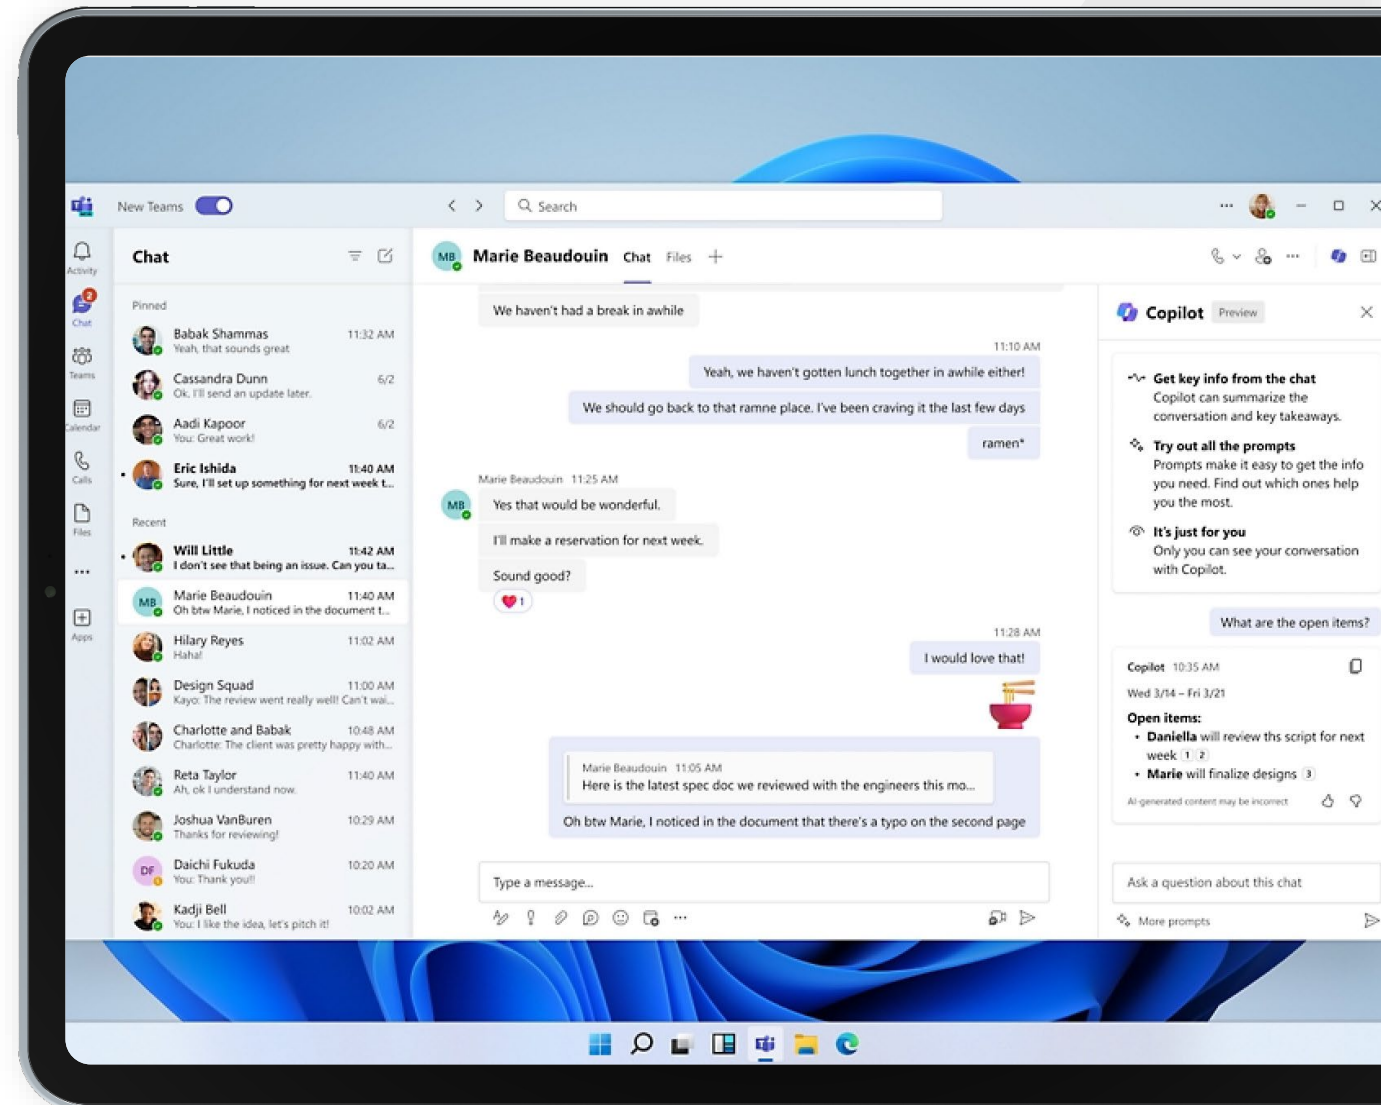 New Teams
Search
Activity
2
Chat
Teams
Calendar
Calls
Files
Apps
Chat
Pinned
Babak Shammas 11:32 AM
Yeah, that sounds great
Cassandra Dunn 6/2
Ok. I'll send an update later.
Aadi Kapoor 6/2
You: Great work!
Eric Ishida 11:40 AM
Sure, I'll set up something for next week t...
Recent
Will Little 11:42 AM
I don't see that being an issue. Can you ta...
MB
Marie Beaudouin 11:40 AM
Oh btw Marie, I noticed in the document t...
Hilary Reyes 11:02 AM
Haha!
Design Squad 11:00 AM
Kayo: The review went really well! Can't wai...
Charlotte and Babak 10:48 AM
Charlotte: The client was pretty happy with...
Reta Taylor 11:40 AM
Ah, ok I understand now.
Joshua VanBuren 10:29 AM
Thanks for reviewing!
DF
Daichi Fukuda 10:20 AM
You: Thank you!!
Kadji Bell 10:02 AM
You: I like the idea, let's pitch it!
MB Marie Beaudouin Chat Files
We haven't had a break in awhile
11:10 AM
Yeah, we haven't gotten lunch together in awhile either!
We should go back to that ramne place. I've been craving it the last few days
ramen*
Marie Beaudouin 11:25 AM
MB
Yes that would be wonderful.
I'll make a reservation for next week.
Sound good?
1
11:28 AM
I would love that!
Marie Beaudouin 11:05 AM
Here is the latest spec doc we reviewed with the engineers this mo...
Oh btw Marie, I noticed in the document that there's a typo on the second page
Type a message...
Copilot Preview
Get key info from the chat
Copilot can summarize the
conversation and key takeaways.
Try out all the prompts
Prompts make it easy to get the info
you need. Find out which ones help
you the most.
It's just for you
Only you can see your conversation
with Copilot.
What are the open items?
Copilot 10:35 AM
Wed 3/14 – Fri 3/21
Open items:
• Daniella will review ths script for next
week 1 2
• Marie will finalize designs 3
AI-generated content may be incorrect
Ask a question about this chat
More prompts